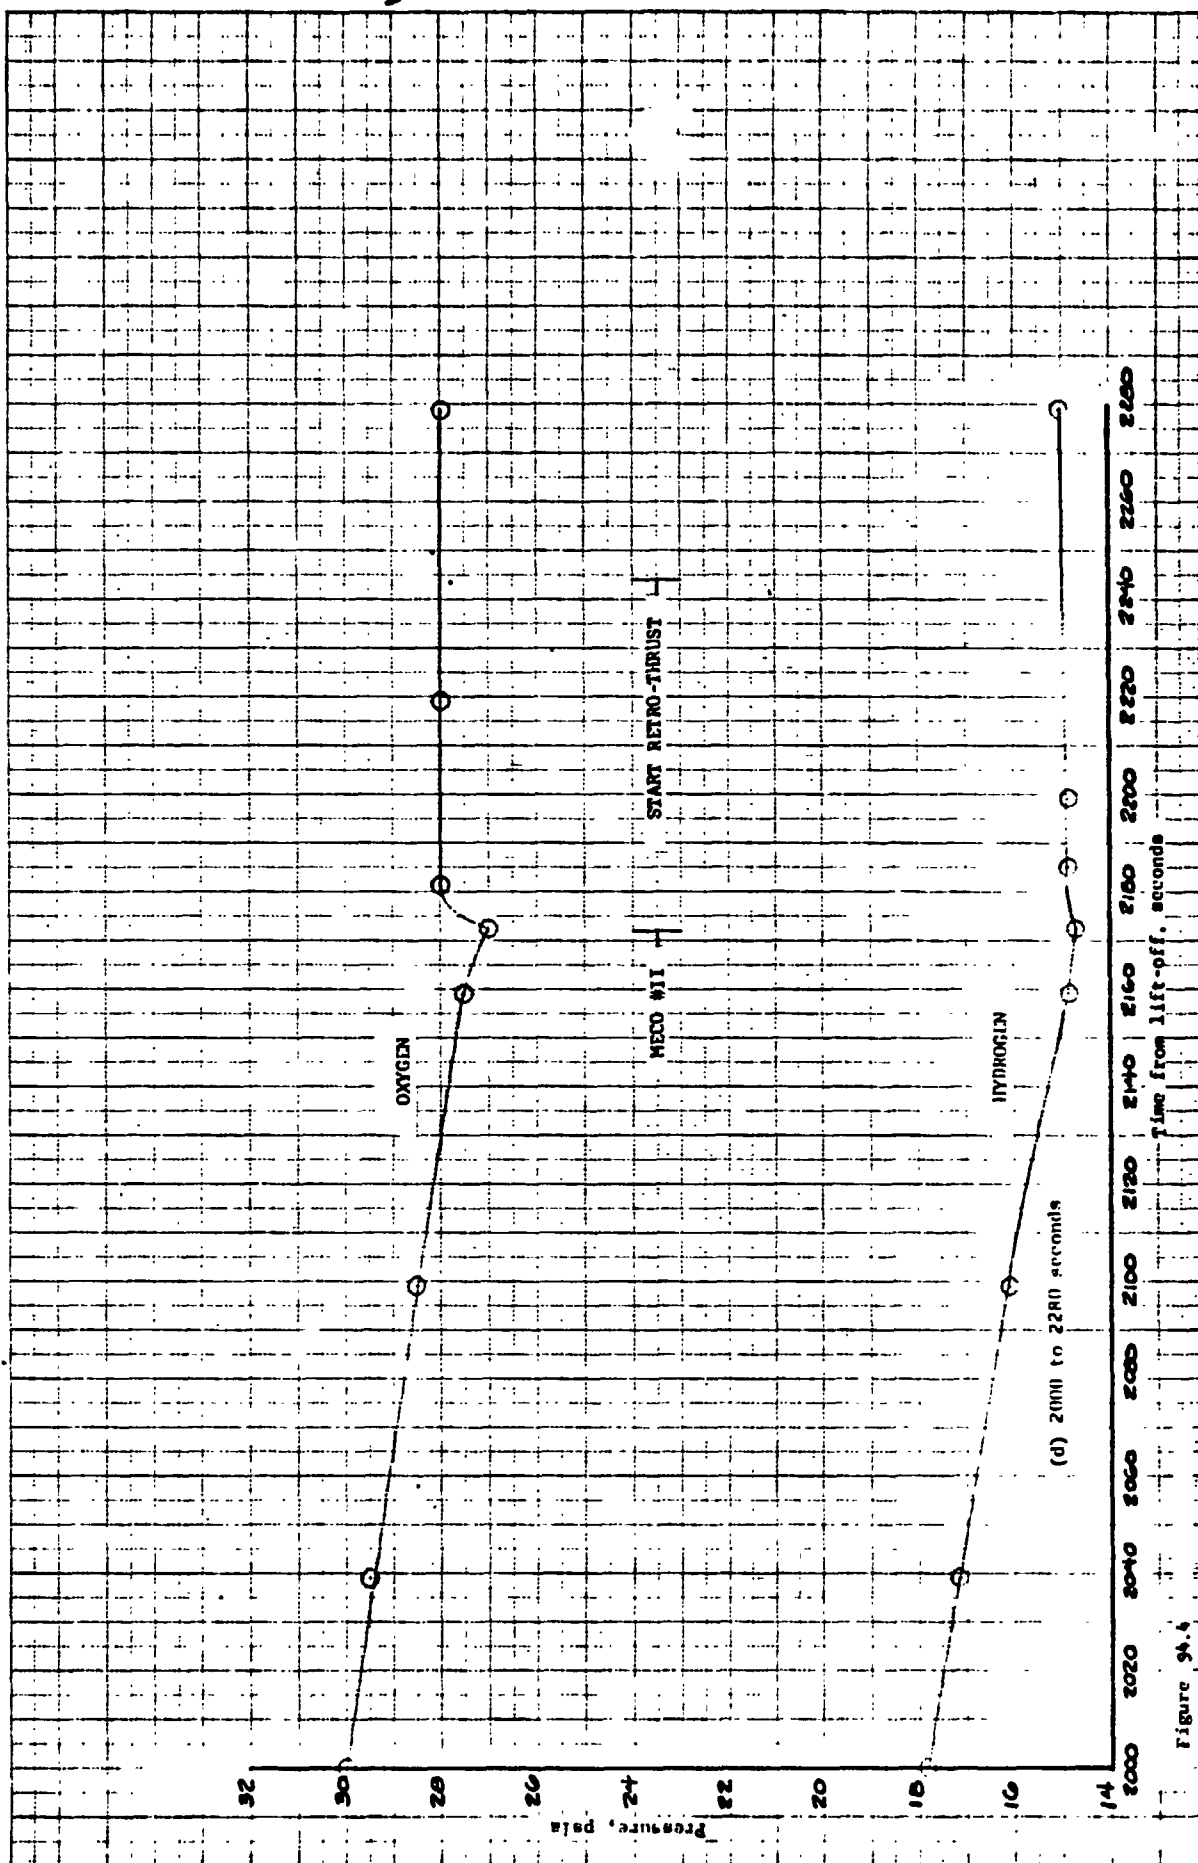 32
30
28
26
24
22
20
18
16
14
Pressure, psia
OXYGEN
MECO #II
START RETRO-THRUST
HYDROGEN
(d) 2000 to 2280 seconds
2000 2020 2040 2060 2080 2100 2120 2140 2160 2180 2200 2220 2240 2260 2280
Time from lift-off, seconds
Figure 94.4